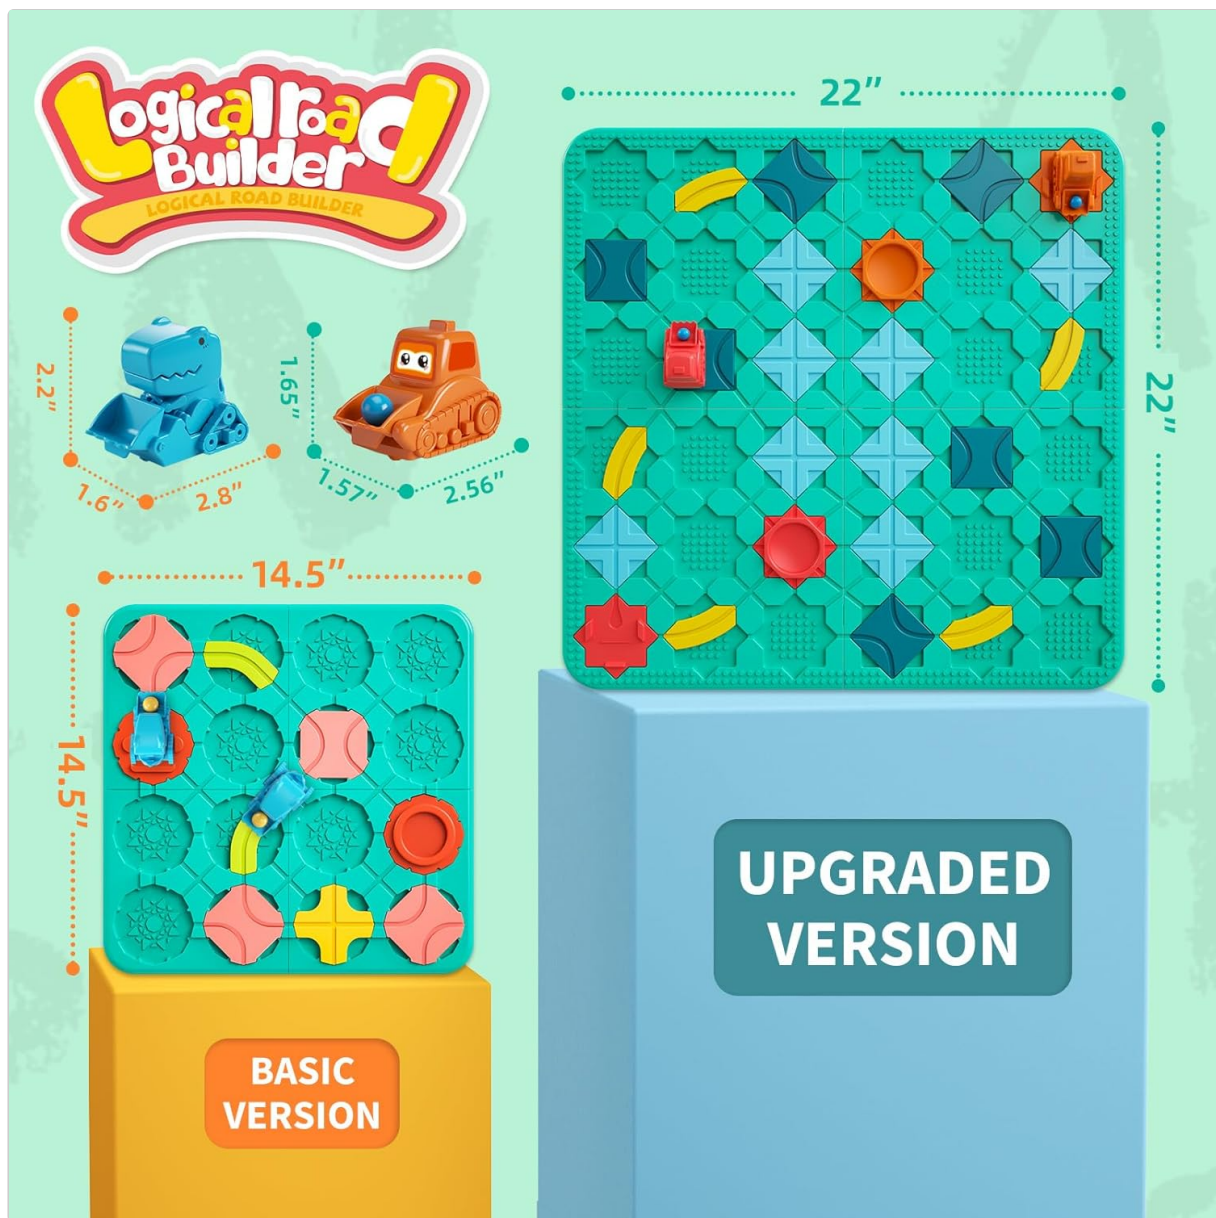 Logical road
Builder
LOGICAL ROAD BUILDER
22”
22”
2.2”
1.6”
2.8”
1.65”
1.57”
2.56”
14.5”
14.5”
UPGRADED
VERSION
BASIC
VERSION